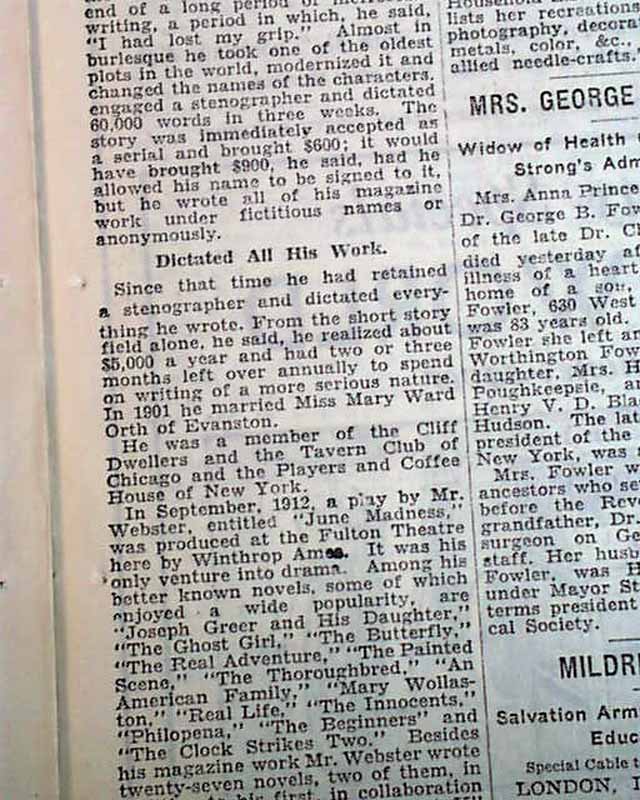 end of a long period of
writing, a period in which, he said,
"I had lost my grip." Almost in
burlesque he took one of the oldest
plots in the world, modernized it and
changed the names of the characters,
engaged a stenographer and dictated
60,000 words in three weeks. The
story was immediately accepted as
a serial and brought $600; it would
have brought $900, he said, had he
allowed his name to be signed to it,
but he wrote all of his magazine
work under fictitious names or
anonymously.
Dictated All His Work.
Since that time he had retained
a stenographer and dictated every-
thing he wrote. From the short story
field alone, he said, he realized about
$5,000 a year and had two or three
months left over annually to spend
on writing of a more serious nature.
In 1901 he married Miss Mary Ward
Orth of Evanston.
He was a member of the Cliff
Dwellers and the Tavern Club of
Chicago and the Players and Coffee
House of New York.
In September, 1912, a play by Mr.
Webster, entitled "June Madness,"
was produced at the Fulton Theatre
here by Winthrop Ames. It was his
only venture into drama. Among his
better known novels, some of which
enjoyed a wide popularity, are
"Joseph Greer and His Daughter,"
"The Ghost Girl," "The Butterfly,"
"The Real Adventure," "The Painted
Scene," "The Thoroughbred," "An
American Family," "Mary Wollas-
ton," "Real Life," "The Innocents,"
"Philopena," "The Beginners" and
"The Clock Strikes Two." Besides
his magazine work Mr. Webster wrote
twenty-seven novels, two of them, in
his first, in collaboration
lists her recreations
photography, decora
metals, color, &c.,
allied needle-crafts."
MRS. GEORGE
Widow of Health
Strong's Adm
Mrs. Anna Prince
Dr. George B. Fow
of the late Dr. C
died yesterday af
illness of a heart
home of a son,
Fowler, 630 West
was 83 years old.
Fowler she left an
Worthington Fow
daughter, Mrs. H
Poughkeepsie, an
Henry V. D. Bla
Hudson. The lat
president of the
New York, was a
Mrs. Fowler w
ancestors who se
before the Rev
grandfather, Dr.
surgeon on Ge
staff. Her husb
Fowler, was H
under Mayor St
terms president
cal Society.
MILDRE
Salvation Arm
Educ
Special Cable t
LONDON,